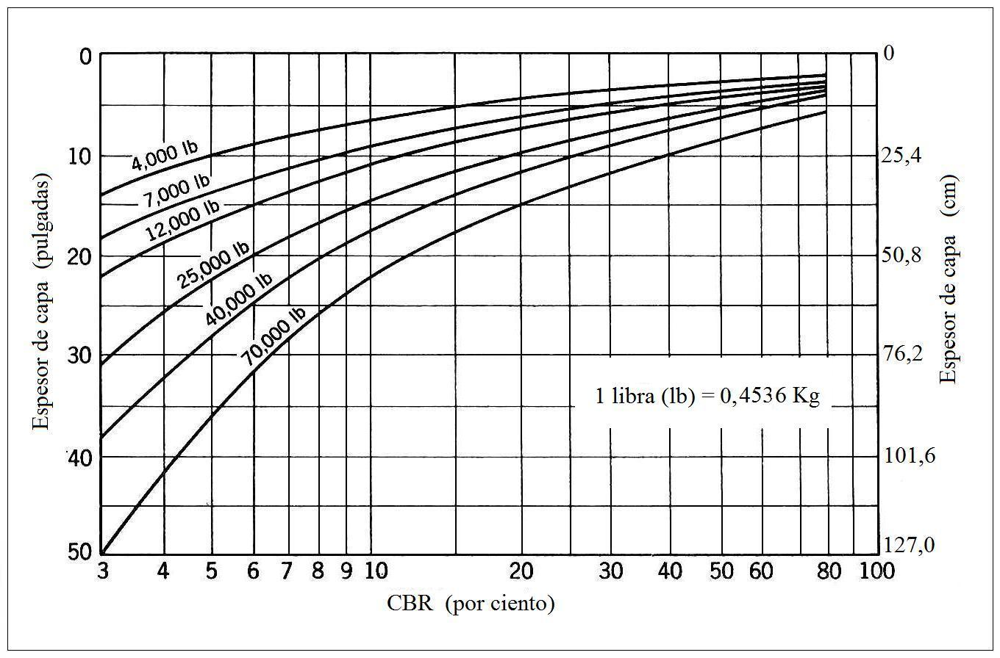 0
10
20
30
40
50
Espesor de capa (pulgadas)
4,000 lb
7,000 lb
12,000 lb
25,000 lb
40,000 lb
70,000 lb
1 libra (lb) = 0,4536 Kg
0
25,4
50,8
76,2
101,6
127,0
Espesor de capa (cm)
3 4 5 6 7 8 9 10 20 30 40 50 60 80 100
CBR (por ciento)